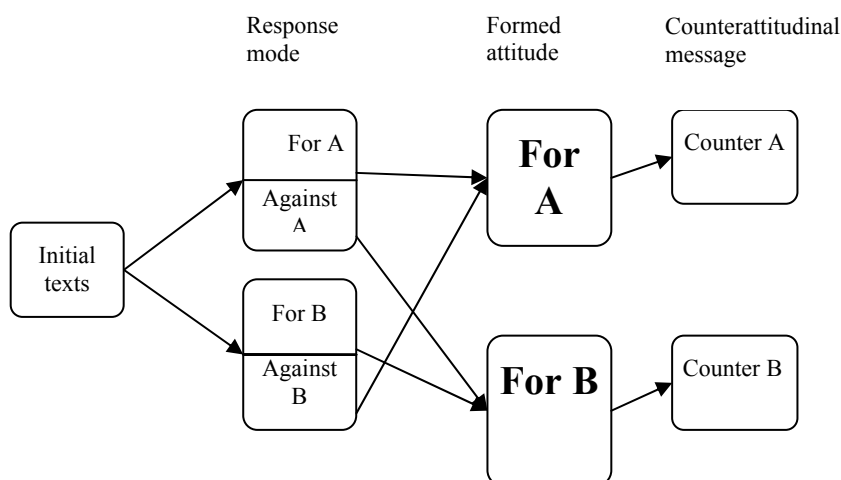 Response
mode
Formed
attitude
Counterattitudinal
message
For A
Against
A
For B
Against
B
Initial
texts
For
A
For B
Counter A
Counter B